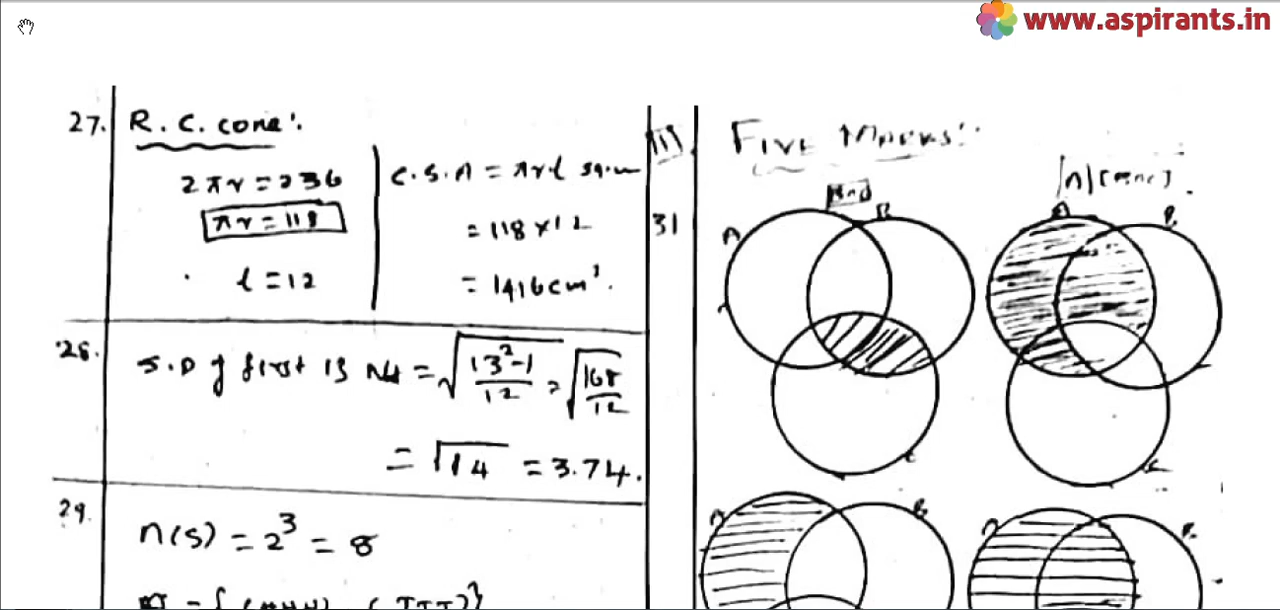 www.aspirants.in
27. R. C. cone:
2πr = 236
πr = 118
l = 12
C.S.A = πrl sq.un
= 118 × 12
= 1416 cm².
28. S.D of first 13 N = √(13²-1/12) = √(168/12)
= √14 = 3.74.
29. n(S) = 2³ = 8
III. FIVE MARKS:
31
A B
C
A B
C
A B
A B